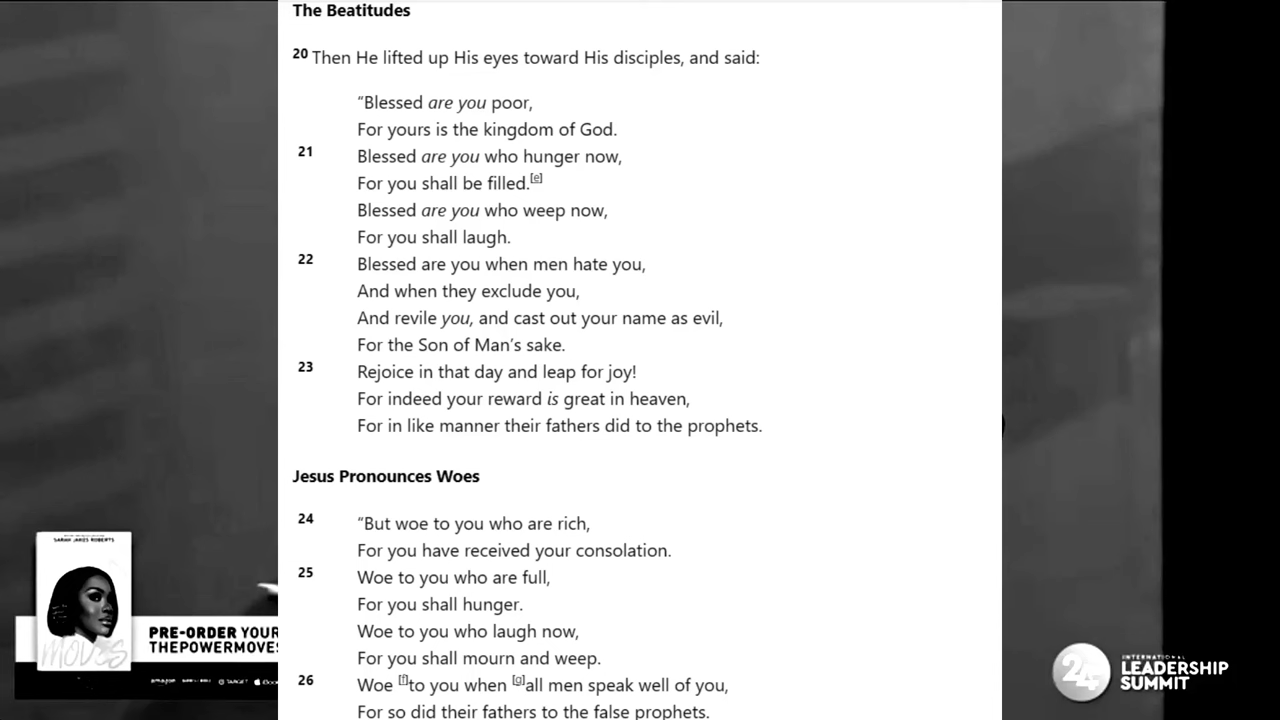 The Beatitudes
20 Then He lifted up His eyes toward His disciples, and said:
“Blessed are you poor,
For yours is the kingdom of God.
21 Blessed are you who hunger now,
For you shall be filled.[e]
Blessed are you who weep now,
For you shall laugh.
22 Blessed are you when men hate you,
And when they exclude you,
And revile you, and cast out your name as evil,
For the Son of Man’s sake.
23 Rejoice in that day and leap for joy!
For indeed your reward is great in heaven,
For in like manner their fathers did to the prophets.
Jesus Pronounces Woes
24 “But woe to you who are rich,
For you have received your consolation.
25 Woe to you who are full,
For you shall hunger.
Woe to you who laugh now,
For you shall mourn and weep.
26 Woe [f]to you when [g]all men speak well of you,
For so did their fathers to the false prophets.
SARAH JAKES ROBERTS
MOVES
PRE-ORDER YOUR
THEPOWERMOVES
amazon
TARGET
24
INTERNATIONAL
LEADERSHIP
SUMMIT